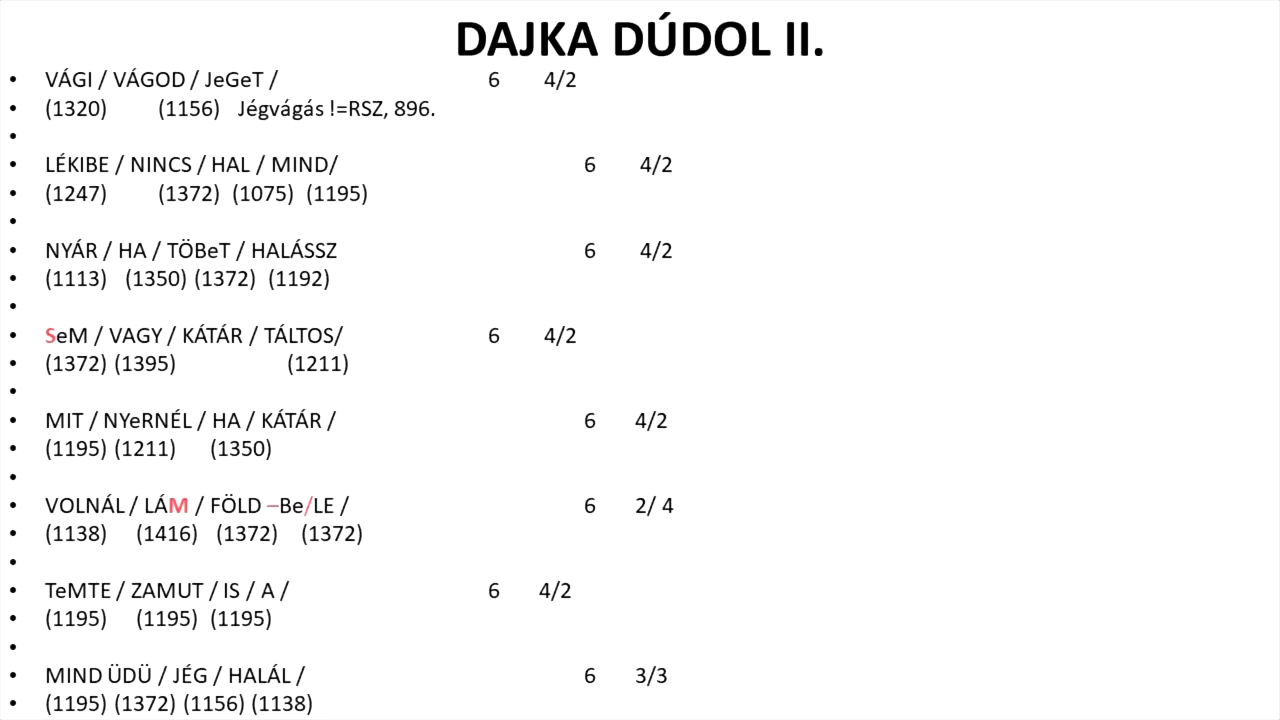 DAJKA DÚDOL II.
• VÁGI / VÁGOD / JeGeT / 6 4/2
• (1320) (1156) Jégvágás !=RSZ, 896.
•
• LÉKIBE / NINCS / HAL / MIND/ 6 4/2
• (1247) (1372) (1075) (1195)
•
• NYÁR / HA / TÖBeT / HALÁSSZ 6 4/2
• (1113) (1350) (1372) (1192)
•
• SeM / VAGY / KÁTÁR / TÁLTOS/ 6 4/2
• (1372) (1395) (1211)
•
• MIT / NYeRNÉL / HA / KÁTÁR / 6 4/2
• (1195) (1211) (1350)
•
• VOLNÁL / LÁM / FÖLD –Be/LE / 6 2/ 4
• (1138) (1416) (1372) (1372)
•
• TeMTE / ZAMUT / IS / A / 6 4/2
• (1195) (1195) (1195)
•
• MIND ÜDÜ / JÉG / HALÁL / 6 3/3
• (1195) (1372) (1156) (1138)